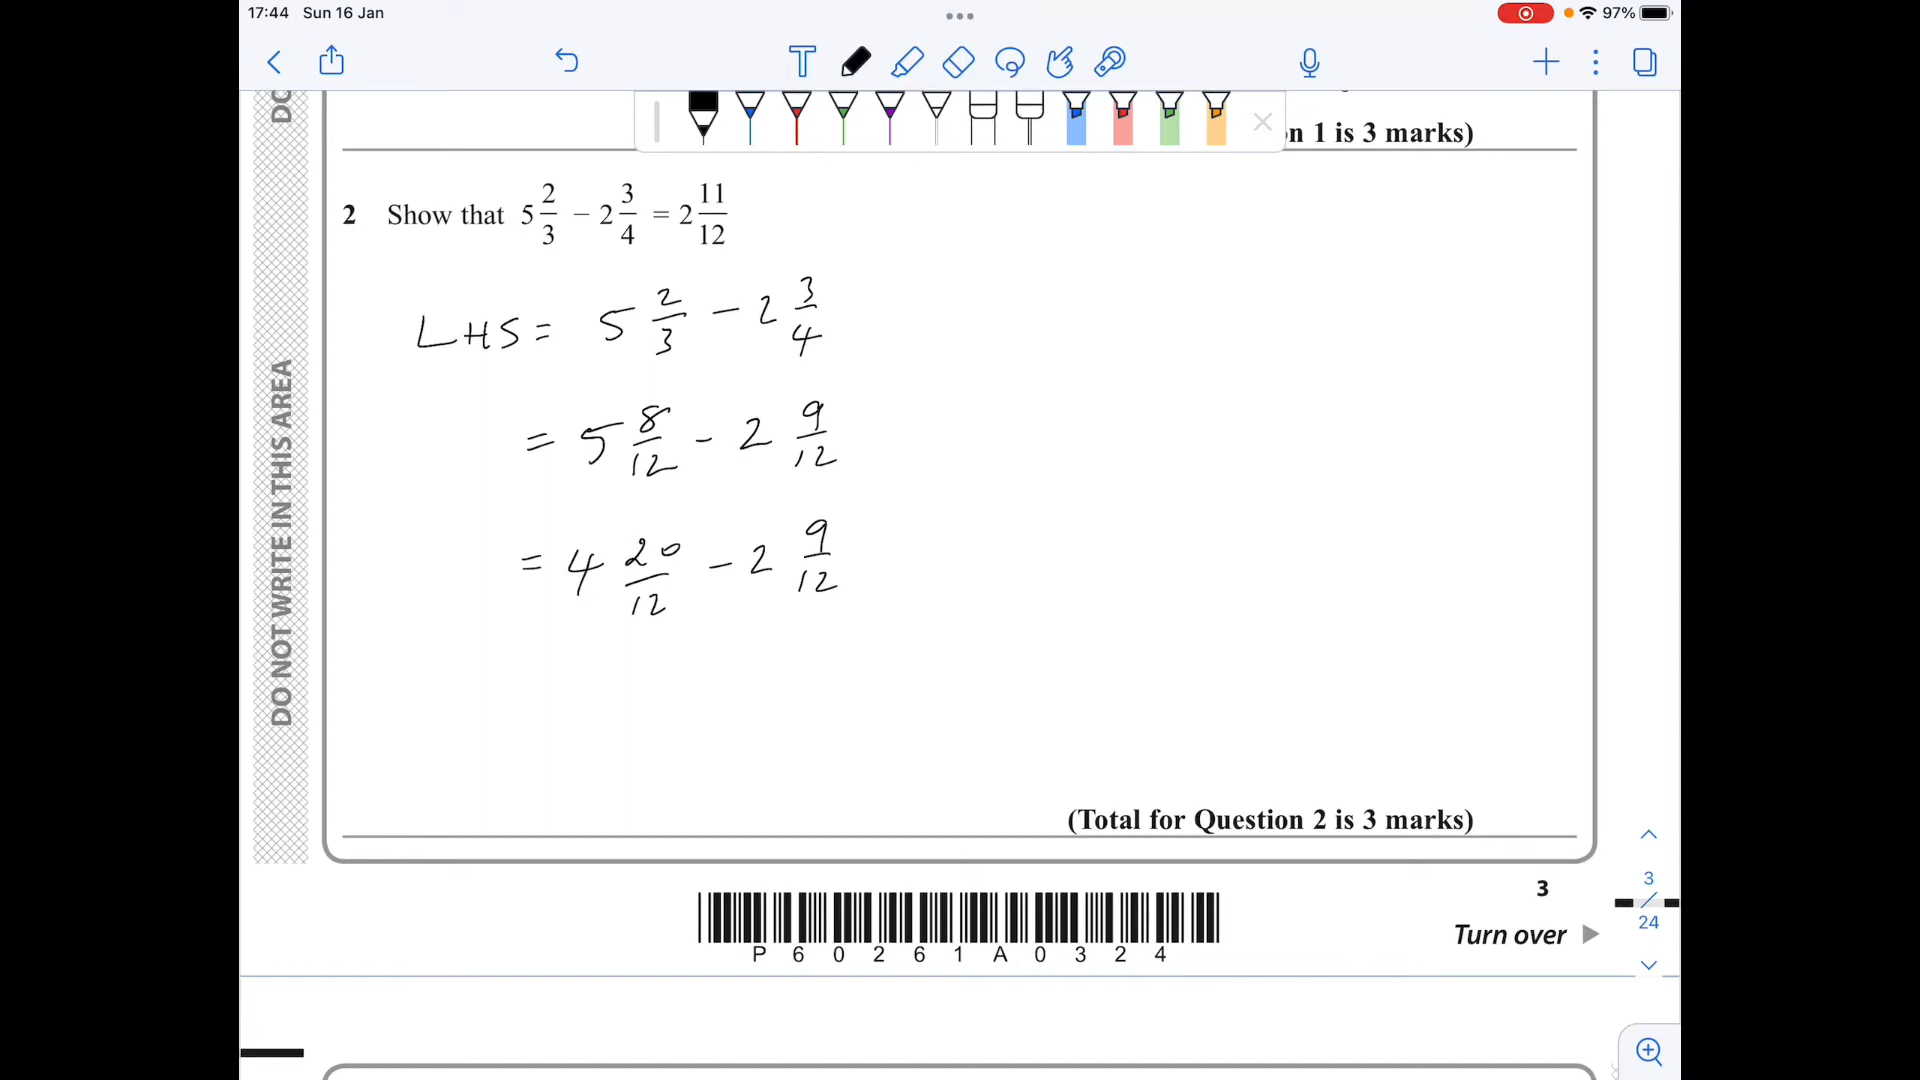 17:44 Sun 16 Jan
97%
n 1 is 3 marks)
2 Show that 5 2/3 − 2 3/4 = 2 11/12
LHS = 5 2/3 − 2 3/4
= 5 8/12 − 2 9/12
= 4 20/12 − 2 9/12
DO NOT WRITE IN THIS AREA
(Total for Question 2 is 3 marks)
3
Turn over
3
24
P 6 0 2 6 1 A 0 3 2 4